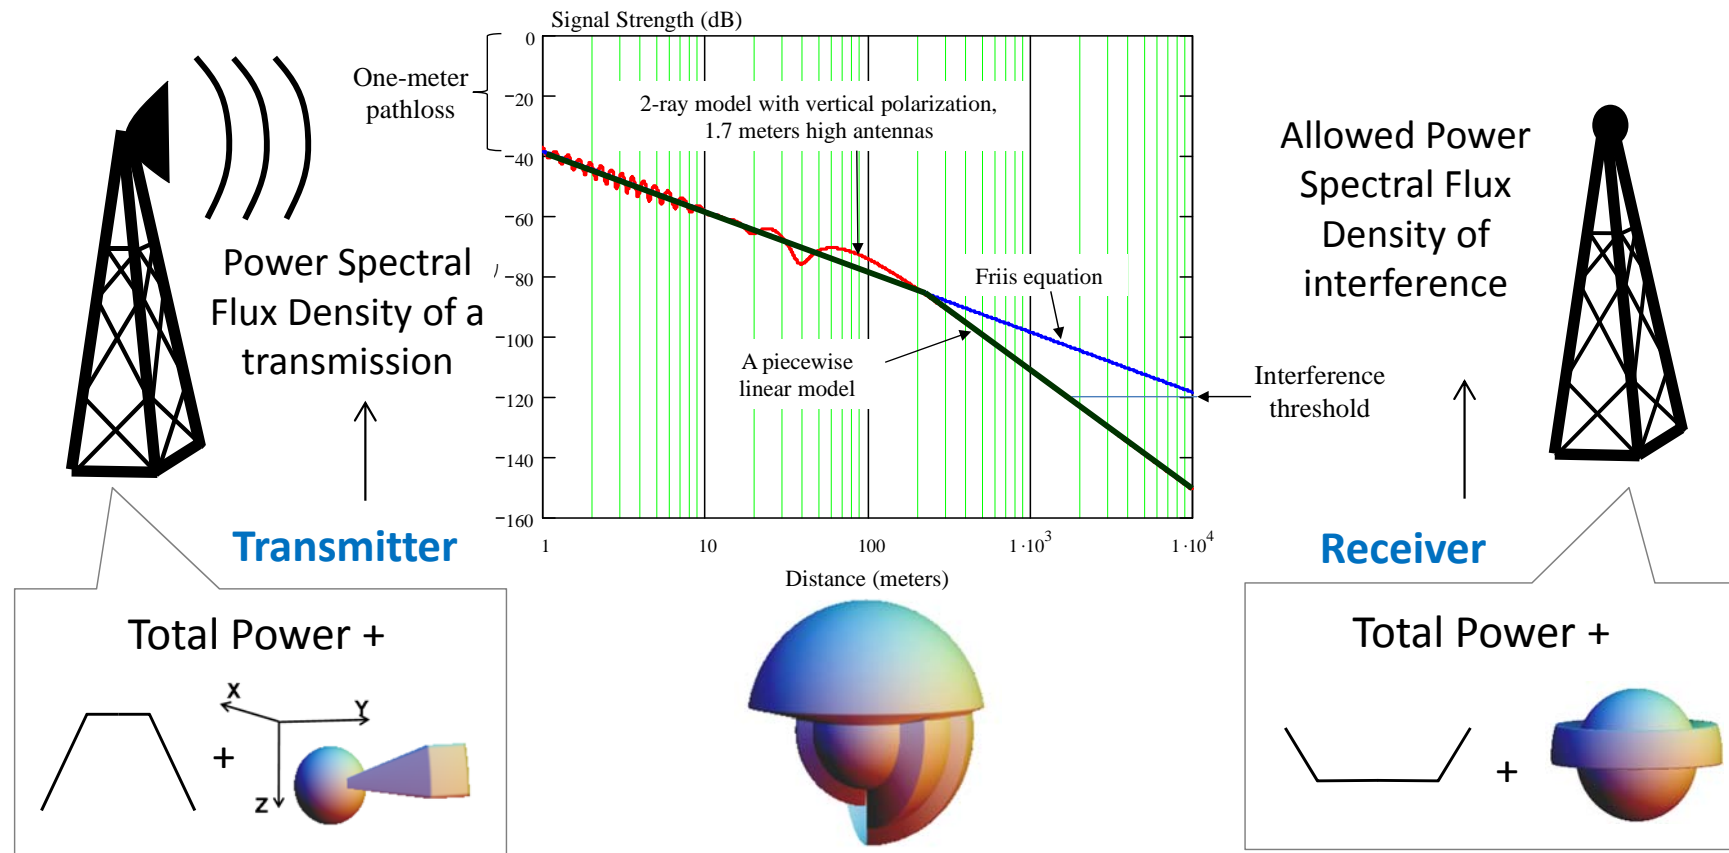 Signal Strength (dB)
0
−20
−40
−60
−80
−100
−120
−140
−160
1
10
100
1·10³
1·10⁴
Distance (meters)
One-meter
pathloss
2-ray model with vertical polarization,
1.7 meters high antennas
Friis equation
A piecewise
linear model
Interference
threshold
Power Spectral
Flux Density of a
transmission
Transmitter
Total Power +
X
Y
Z
+
Allowed Power
Spectral Flux
Density of
interference
Receiver
Total Power +
+